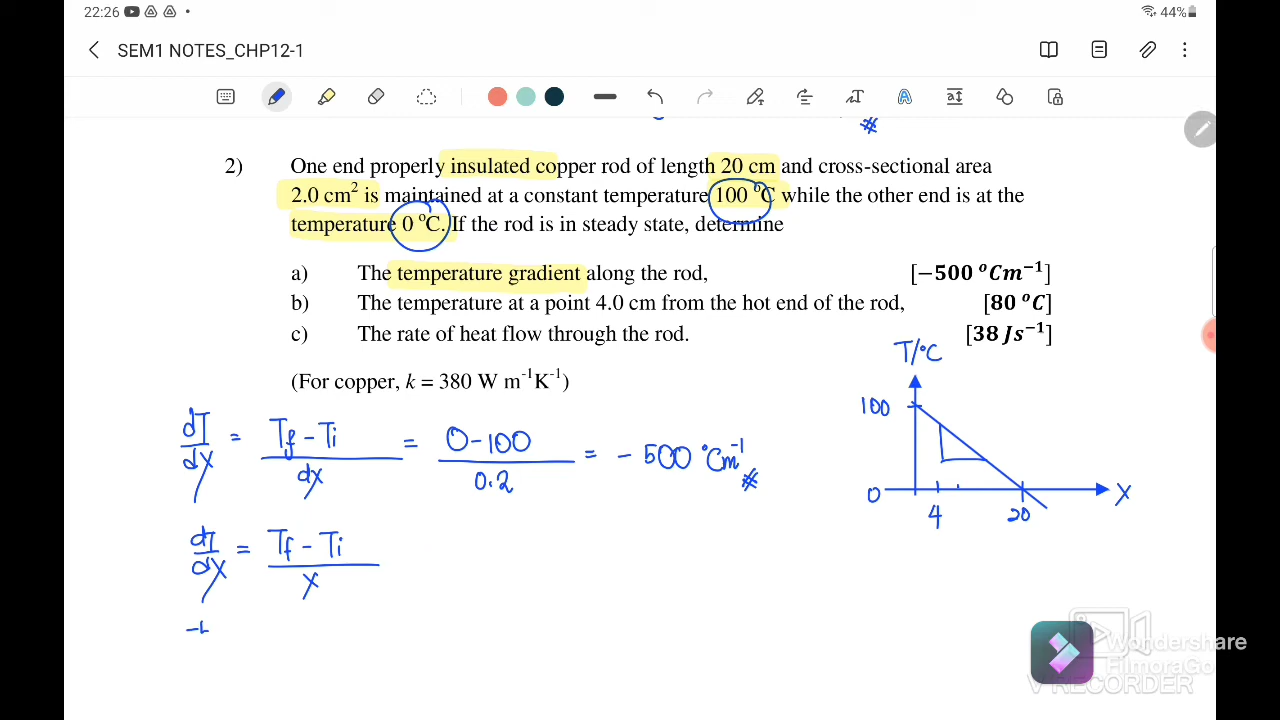 22:26 44%
SEM1 NOTES_CHP12-1
2) One end properly insulated copper rod of length 20 cm and cross-sectional area
2.0 cm² is maintained at a constant temperature 100 °C while the other end is at the
temperature 0 °C. If the rod is in steady state, determine
a) The temperature gradient along the rod, [−500 °Cm⁻¹]
b) The temperature at a point 4.0 cm from the hot end of the rod, [80 °C]
c) The rate of heat flow through the rod. [38 Js⁻¹]
(For copper, k = 380 W m⁻¹K⁻¹)
T/°C
100
0
4
20
X
dT/dx = (Tf − Ti)/dx = (0 − 100)/0.2 = − 500 °Cm⁻¹
dT/dx = (Tf − Ti)/x
Wondershare
FilmoraGo
V RECORDER